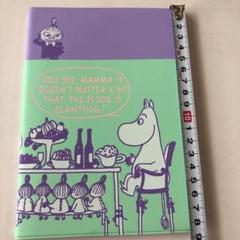 YOU SEE, MAMMA IT
DOESN'T MATTER A BIT
THAT THE FLOOR IS
SLANTING!